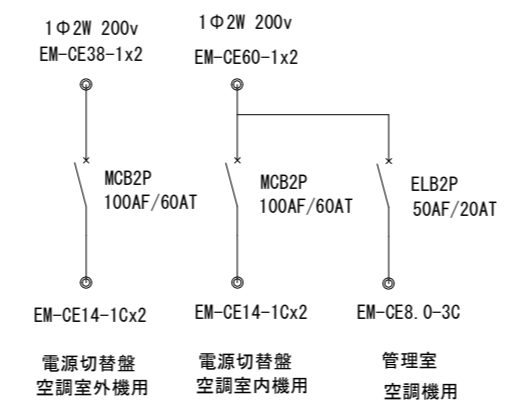 1Φ2W 200v
EM-CE38-1x2
1Φ2W 200v
EM-CE60-1x2
MCB2P
100AF/60AT
MCB2P
100AF/60AT
ELB2P
50AF/20AT
EM-CE14-1Cx2
EM-CE14-1Cx2
EM-CE8.0-3C
電源切替盤
空調室外機用
電源切替盤
空調室内機用
管理室
空調機用